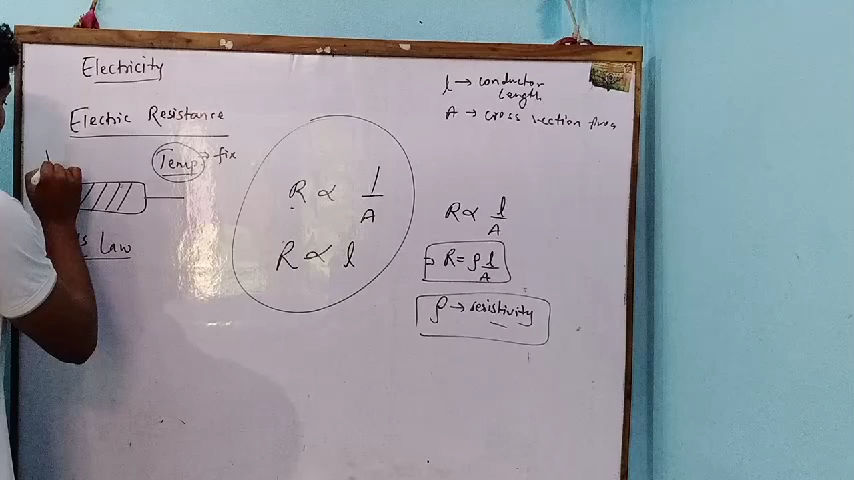 Electricity
Electric Resistance
Temp → fix
Law
R ∝ 1/A
R ∝ l
l → conductor
length
A → cross section Area
R ∝ l/A
R = ρ l/A
ρ → resistivity